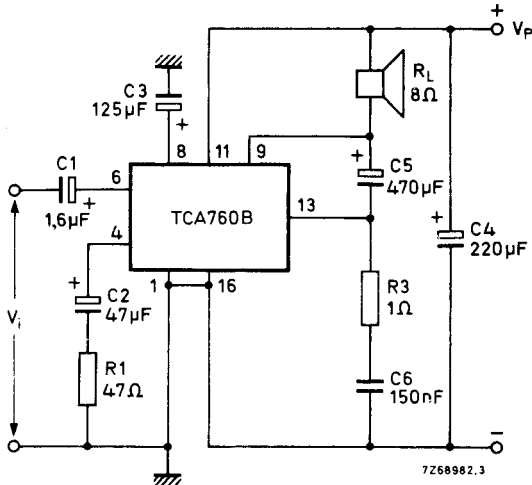 +
VP
C3
125µF
+
RL
8Ω
8
11
9
C1
1,6µF
+
6
TCA760B
13
+
C5
470µF
4
+
C4
220µF
+
C2
47µF
1
16
R3
1Ω
Vi
R1
47Ω
C6
150nF
–
7Z68982.3